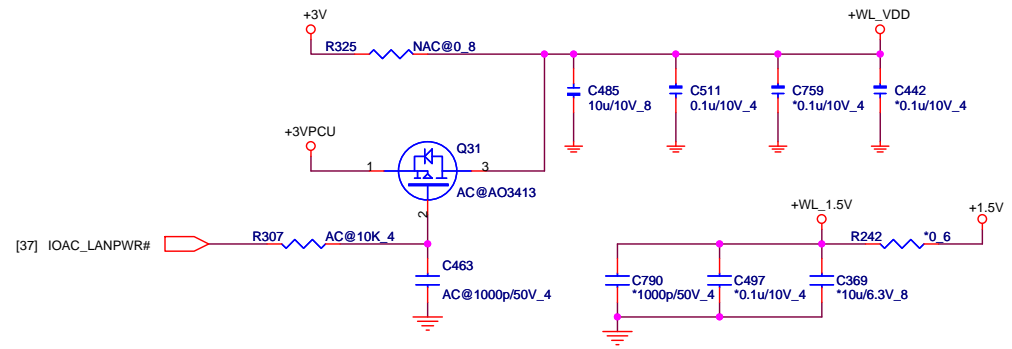 +3V
+WL_VDD
R325 NAC@0_8
C485
10u/10V_8
C511
0.1u/10V_4
C759
*0.1u/10V_4
C442
*0.1u/10V_4
+3VPCU
Q31
1
3
AC@AO3413
2
+WL_1.5V
+1.5V
[37] IOAC_LANPWR#
R307 AC@10K_4
R242 *0_6
C463
AC@1000p/50V_4
C790
*1000p/50V_4
C497
*0.1u/10V_4
C369
*10u/6.3V_8